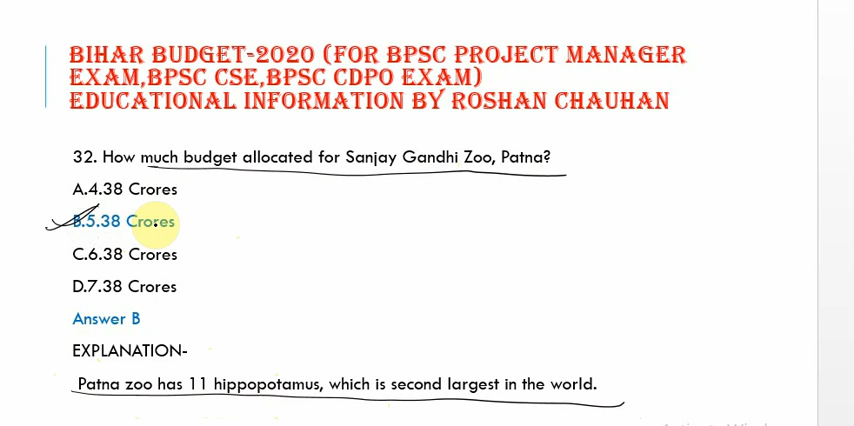 BIHAR BUDGET-2020 (FOR BPSC PROJECT MANAGER
EXAM,BPSC CSE,BPSC CDPO EXAM)
EDUCATIONAL INFORMATION BY ROSHAN CHAUHAN
32. How much budget allocated for Sanjay Gandhi Zoo, Patna?
A.4.38 Crores
B.5.38 Crores
C.6.38 Crores
D.7.38 Crores
Answer B
EXPLANATION-
Patna zoo has 11 hippopotamus, which is second largest in the world.